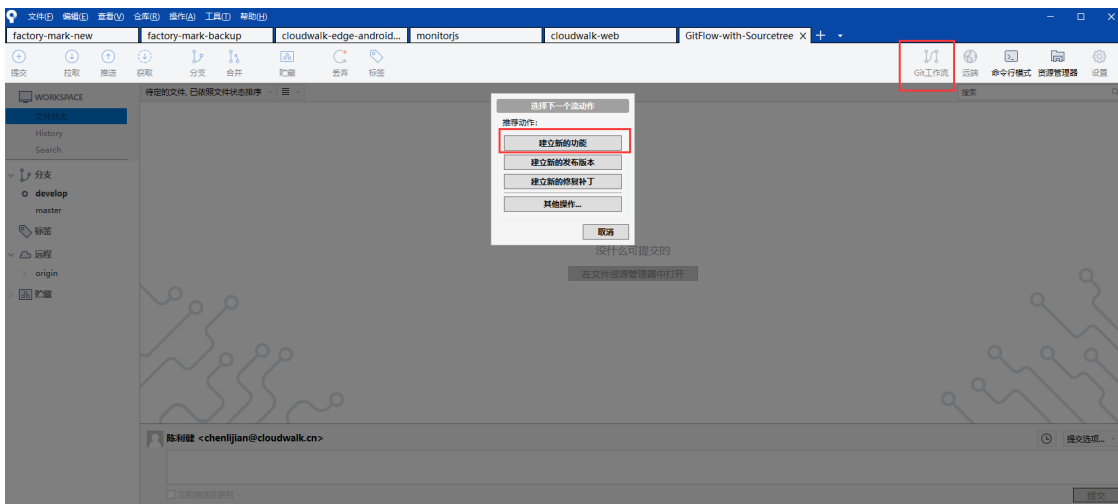 文件(F) 编辑(E) 查看(V) 仓库(R) 操作(A) 工具(T) 帮助(H)
factory-mark-new factory-mark-backup cloudwalk-edge-android... monitorjs cloudwalk-web GitFlow-with-Sourcetree
提交 拉取 推送 获取 分支 合并 贮藏 丢弃 标签 Git工作流 远端 命令行模式 资源管理器 设置
WORKSPACE
文件状态
History
Search
分支
develop
master
标签
远程
origin
贮藏
待定的文件, 已依照文件状态排序
搜索
选择下一个流动作
推荐动作:
建立新的功能
建立新的发布版本
建立新的修复补丁
其他操作...
取消
没什么可提交的
在文件资源管理器中打开
陈利健 <chenlijian@cloudwalk.cn>
提交选项...
提交